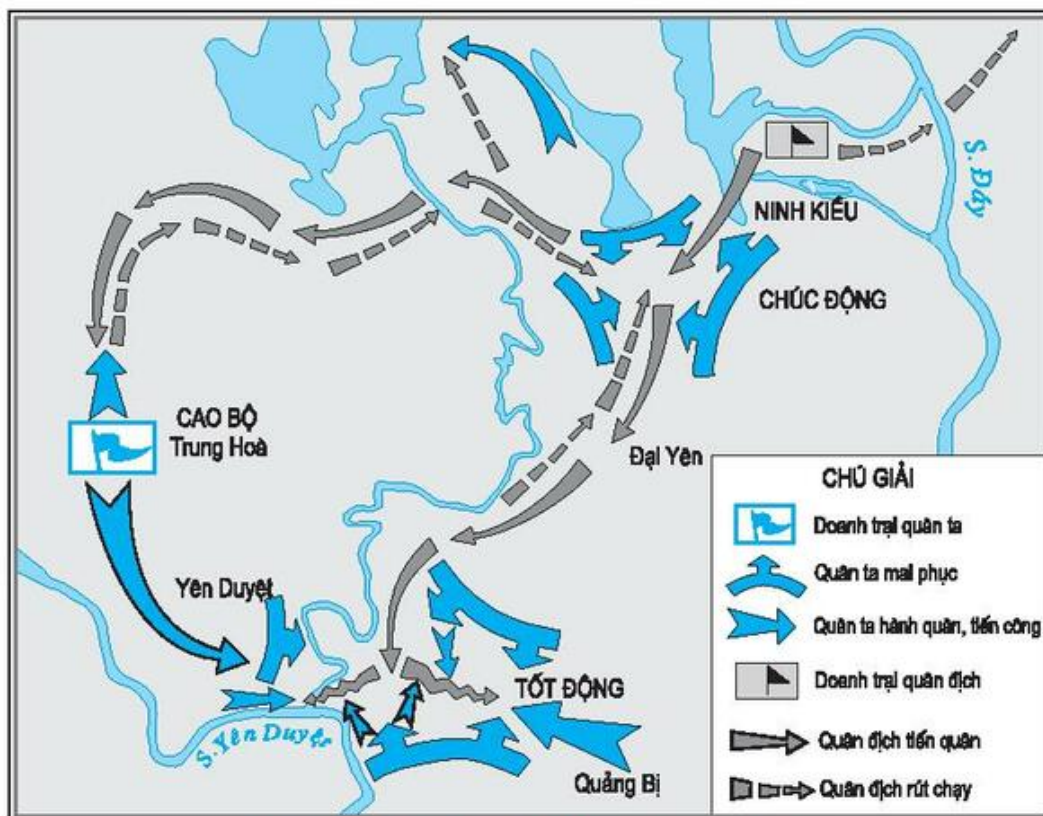 S. Đáy
NINH KIỀU
CHÚC ĐỘNG
CAO BỘ
Trung Hoà
Đại Yên
Yên Duyệt
TỐT ĐỘNG
S. Yên Duyệt
Quảng Bị
CHÚ GIẢI
Doanh trại quân ta
Quân ta mai phục
Quân ta hành quân, tiến công
Doanh trại quân địch
Quân địch tiến quân
Quân địch rút chạy